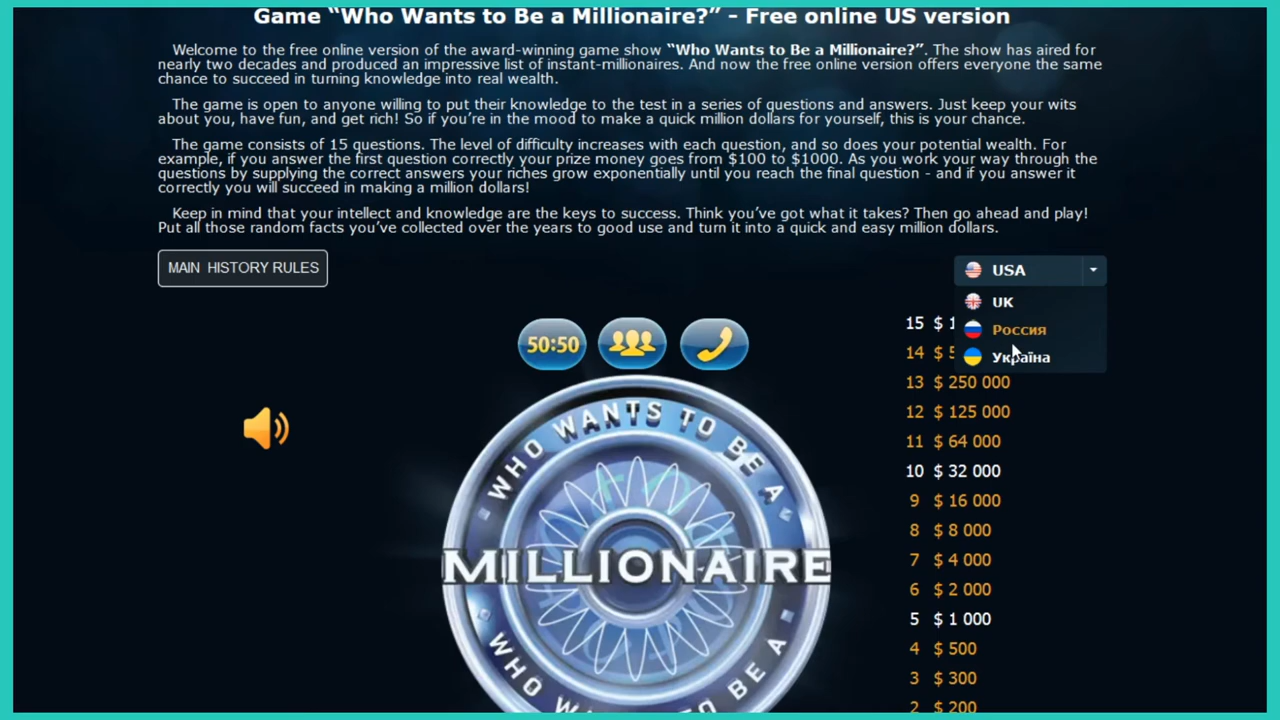 Game “Who Wants to Be a Millionaire?” - Free online US version
Welcome to the free online version of the award-winning game show “Who Wants to Be a Millionaire?”. The show has aired for
nearly two decades and produced an impressive list of instant-millionaires. And now the free online version offers everyone the same
chance to succeed in turning knowledge into real wealth.
The game is open to anyone willing to put their knowledge to the test in a series of questions and answers. Just keep your wits
about you, have fun, and get rich! So if you’re in the mood to make a quick million dollars for yourself, this is your chance.
The game consists of 15 questions. The level of difficulty increases with each question, and so does your potential wealth. For
example, if you answer the first question correctly your prize money goes from $100 to $1000. As you work your way through the
questions by supplying the correct answers your riches grow exponentially until you reach the final question - and if you answer it
correctly you will succeed in making a million dollars!
Keep in mind that your intellect and knowledge are the keys to success. Think you’ve got what it takes? Then go ahead and play!
Put all those random facts you’ve collected over the years to good use and turn it into a quick and easy million dollars.
MAIN HISTORY RULES
USA
UK
Россия
Україна
50:50
15 $ 1
14 $ 5
13 $ 250 000
12 $ 125 000
11 $ 64 000
10 $ 32 000
9 $ 16 000
8 $ 8 000
7 $ 4 000
6 $ 2 000
5 $ 1 000
4 $ 500
3 $ 300
2 $ 200
WHO WANTS TO BE A
MILLIONAIRE
WHO WANTS TO BE A